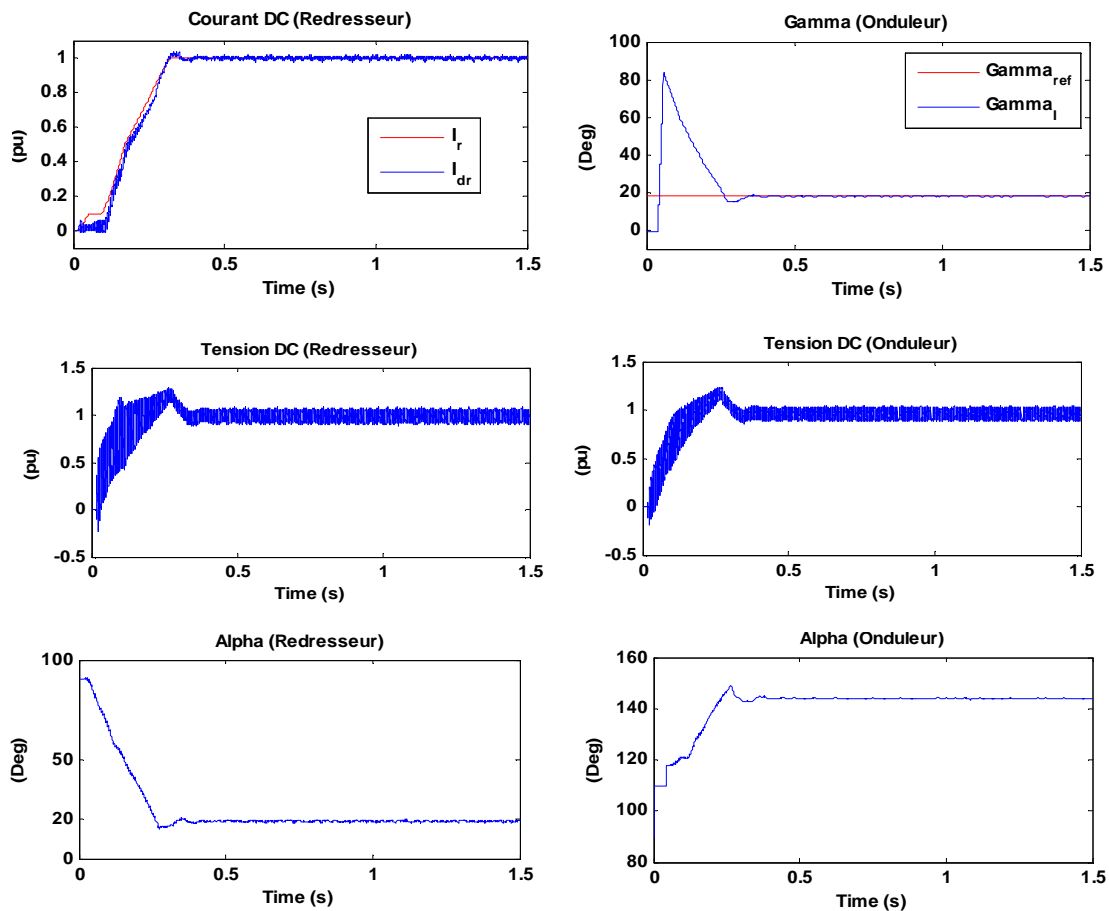 Courant DC (Redresseur)
1
0.8
0.6
0.4
0.2
0
(pu)
I_r
I_dr
0 0.5 1 1.5
Time (s)
Gamma (Onduleur)
100
80
60
40
20
0
(Deg)
Gamma_ref
Gamma_I
0 0.5 1 1.5
Time (s)
Tension DC (Redresseur)
1.5
1
0.5
0
-0.5
(pu)
0 0.5 1 1.5
Time (s)
Tension DC (Onduleur)
1.5
1
0.5
0
-0.5
(pu)
0 0.5 1 1.5
Time (s)
Alpha (Redresseur)
100
50
20
0
(Deg)
0 0.5 1 1.5
Time (s)
Alpha (Onduleur)
160
140
120
100
80
(Deg)
0 0.5 1 1.5
Time (s)